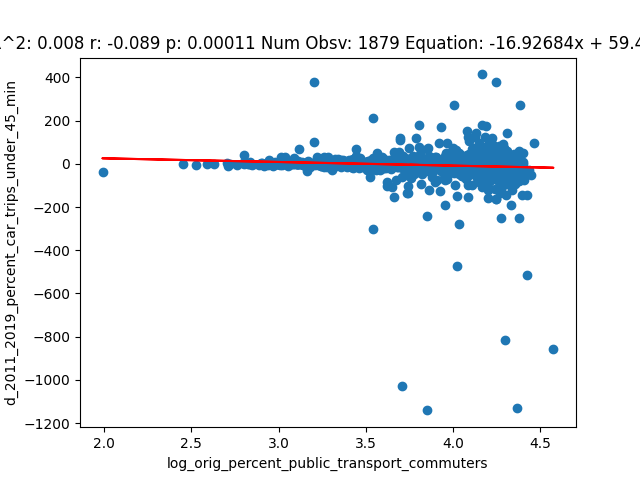 ^2: 0.008 r: -0.089 p: 0.00011 Num Obsv: 1879 Equation: -16.92684x + 59.4
400
200
0
−200
−400
−600
−800
−1000
−1200
d_2011_2019_percent_car_trips_under_45_min
2.0 2.5 3.0 3.5 4.0 4.5
log_orig_percent_public_transport_commuters